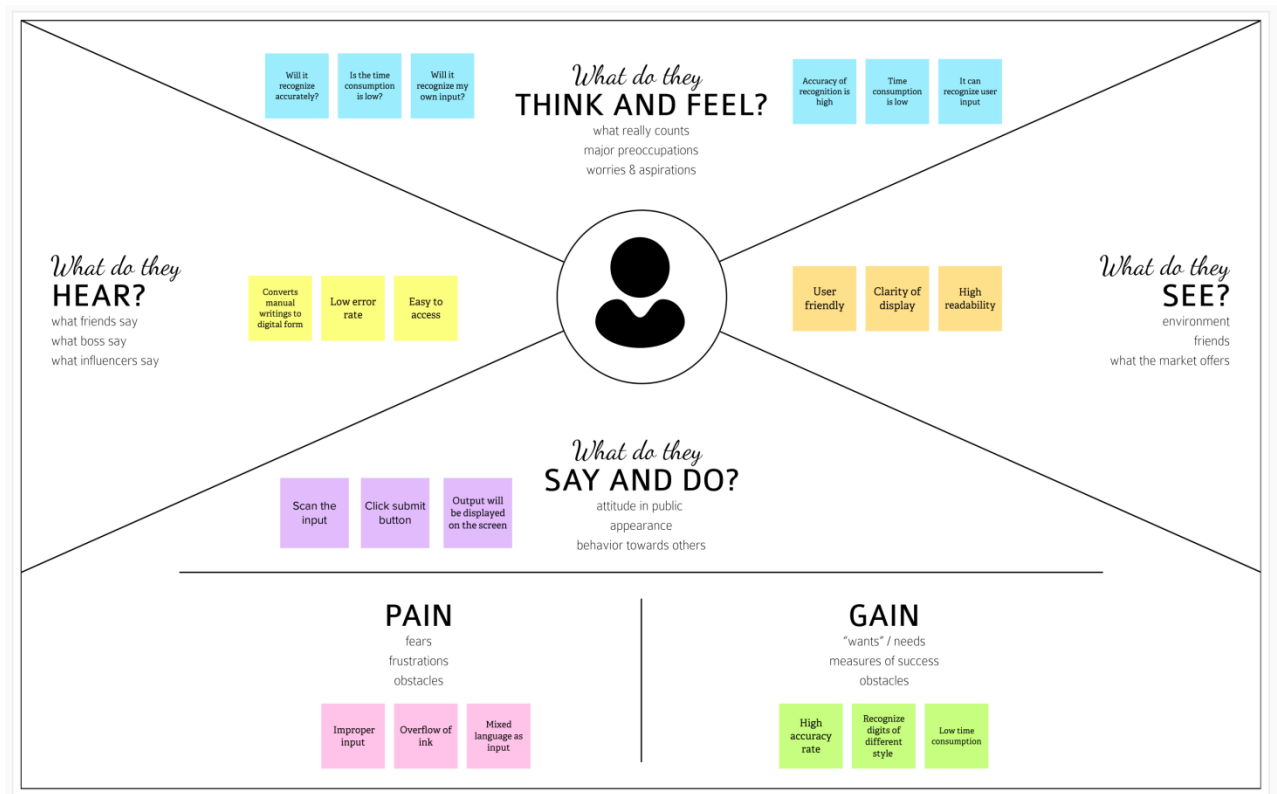 Will it
recognize
accurately?
Is the time
consumption
is low?
Will it
recognize my
own input?
What do they
THINK AND FEEL?
what really counts
major preoccupations
worries & aspirations
Accuracy of
recognition is
high
Time
consumption
is low
It can
recognize user
input
What do they
HEAR?
what friends say
what boss say
what influencers say
Converts
manual
writings to
digital form
Low error
rate
Easy to
access
User
friendly
Clarity of
display
High
readability
What do they
SEE?
environment
friends
what the market offers
What do they
SAY AND DO?
attitude in public
appearance
behavior towards others
Scan the
input
Click submit
button
Output will
be displayed
on the screen
PAIN
fears
frustrations
obstacles
Improper
input
Overflow of
ink
Mixed
language as
input
GAIN
“wants” / needs
measures of success
obstacles
High
accuracy
rate
Recognize
digits of
different
style
Low time
consumption